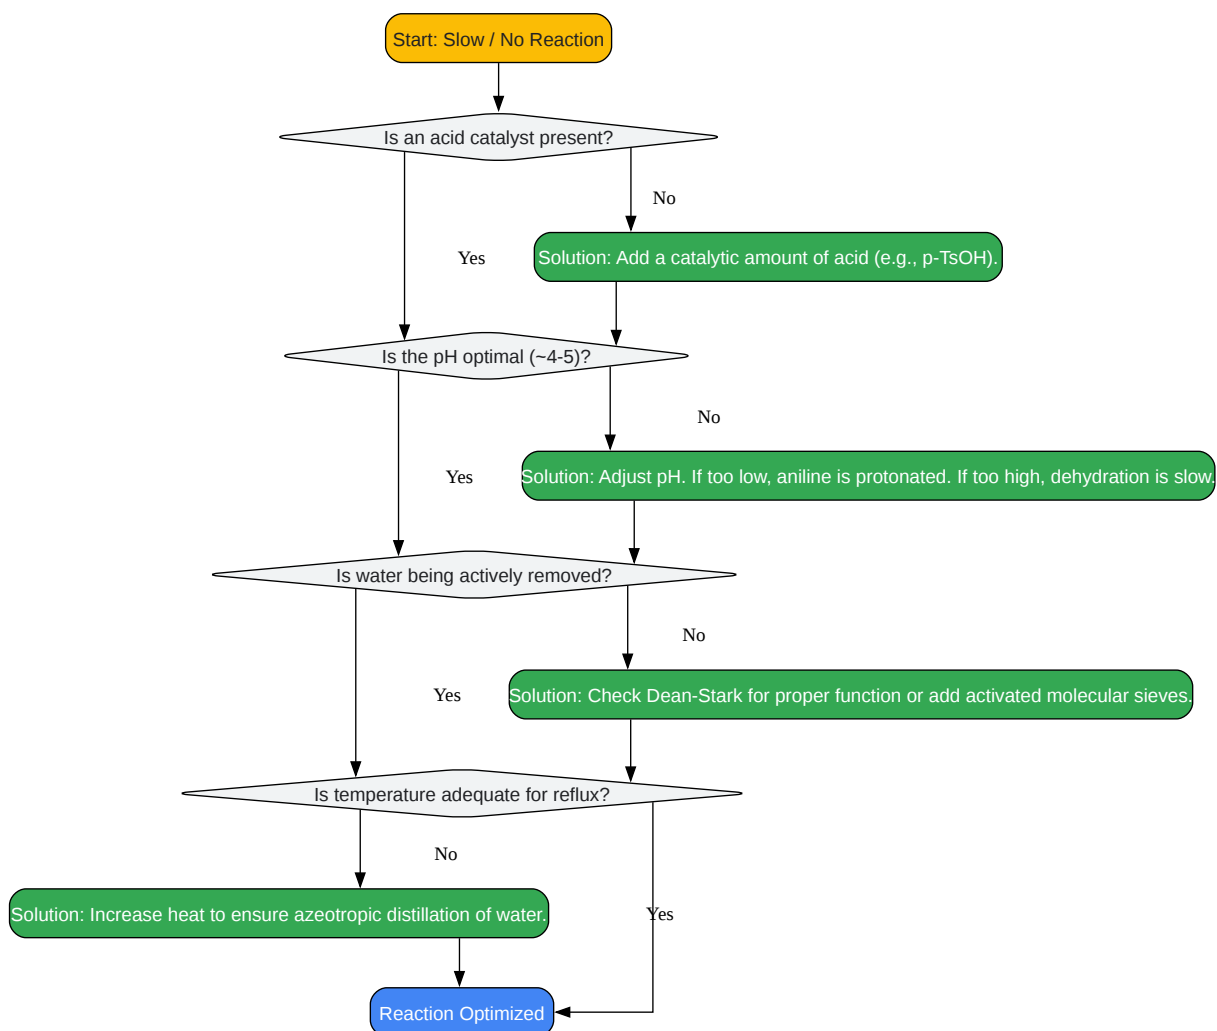 Start: Slow / No Reaction
Is an acid catalyst present?
No
Yes
Solution: Add a catalytic amount of acid (e.g., p-TsOH).
Is the pH optimal (~4-5)?
No
Yes
Solution: Adjust pH. If too low, aniline is protonated. If too high, dehydration is slow.
Is water being actively removed?
No
Yes
Solution: Check Dean-Stark for proper function or add activated molecular sieves.
Is temperature adequate for reflux?
No
Solution: Increase heat to ensure azeotropic distillation of water.
Yes
Reaction Optimized